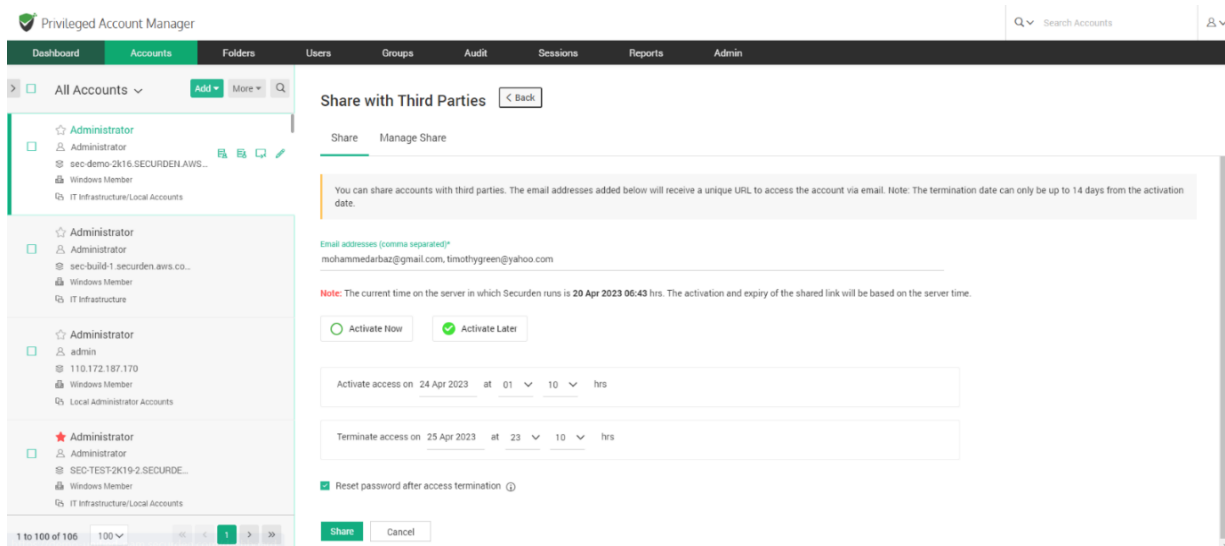 Privileged Account Manager
Search Accounts
Dashboard Accounts Folders Users Groups Audit Sessions Reports Admin
All Accounts
Add More
Administrator
Administrator
sec-demo-2k16.SECURDEN.AWS...
Windows Member
IT Infrastructure/Local Accounts
Administrator
Administrator
sec-build-1.securden.aws.co...
Windows Member
IT Infrastructure
Administrator
admin
110.172.187.170
Windows Member
Local Administrator Accounts
Administrator
Administrator
SEC-TEST-2K19-2.SECURDE...
Windows Member
IT Infrastructure/Local Accounts
1 to 100 of 106 100 « < 1 > »
Share with Third Parties < Back
Share Manage Share
You can share accounts with third parties. The email addresses added below will receive a unique URL to access the account via email. Note: The termination date can only be up to 14 days from the activation
date.
Email addresses (comma separated)*
mohammedarbaz@gmail.com, timothygreen@yahoo.com
Note: The current time on the server in which Securden runs is 20 Apr 2023 06:43 hrs. The activation and expiry of the shared link will be based on the server time.
Activate Now Activate Later
Activate access on 24 Apr 2023 at 01 10 hrs
Terminate access on 25 Apr 2023 at 23 10 hrs
Reset password after access termination
Share Cancel